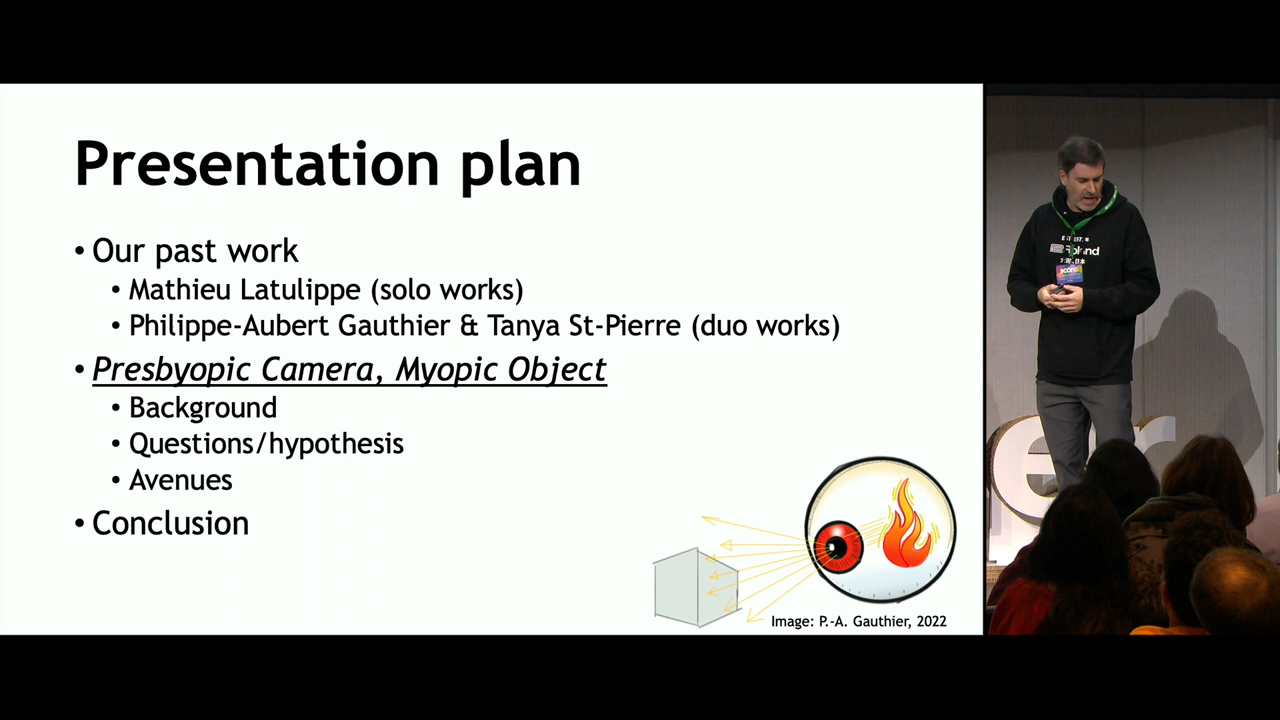 Presentation plan
• Our past work
• Mathieu Latulippe (solo works)
• Philippe-Aubert Gauthier & Tanya St-Pierre (duo works)
• Presbyopic Camera, Myopic Object
• Background
• Questions/hypothesis
• Avenues
• Conclusion
Image: P.-A. Gauthier, 2022
Roland